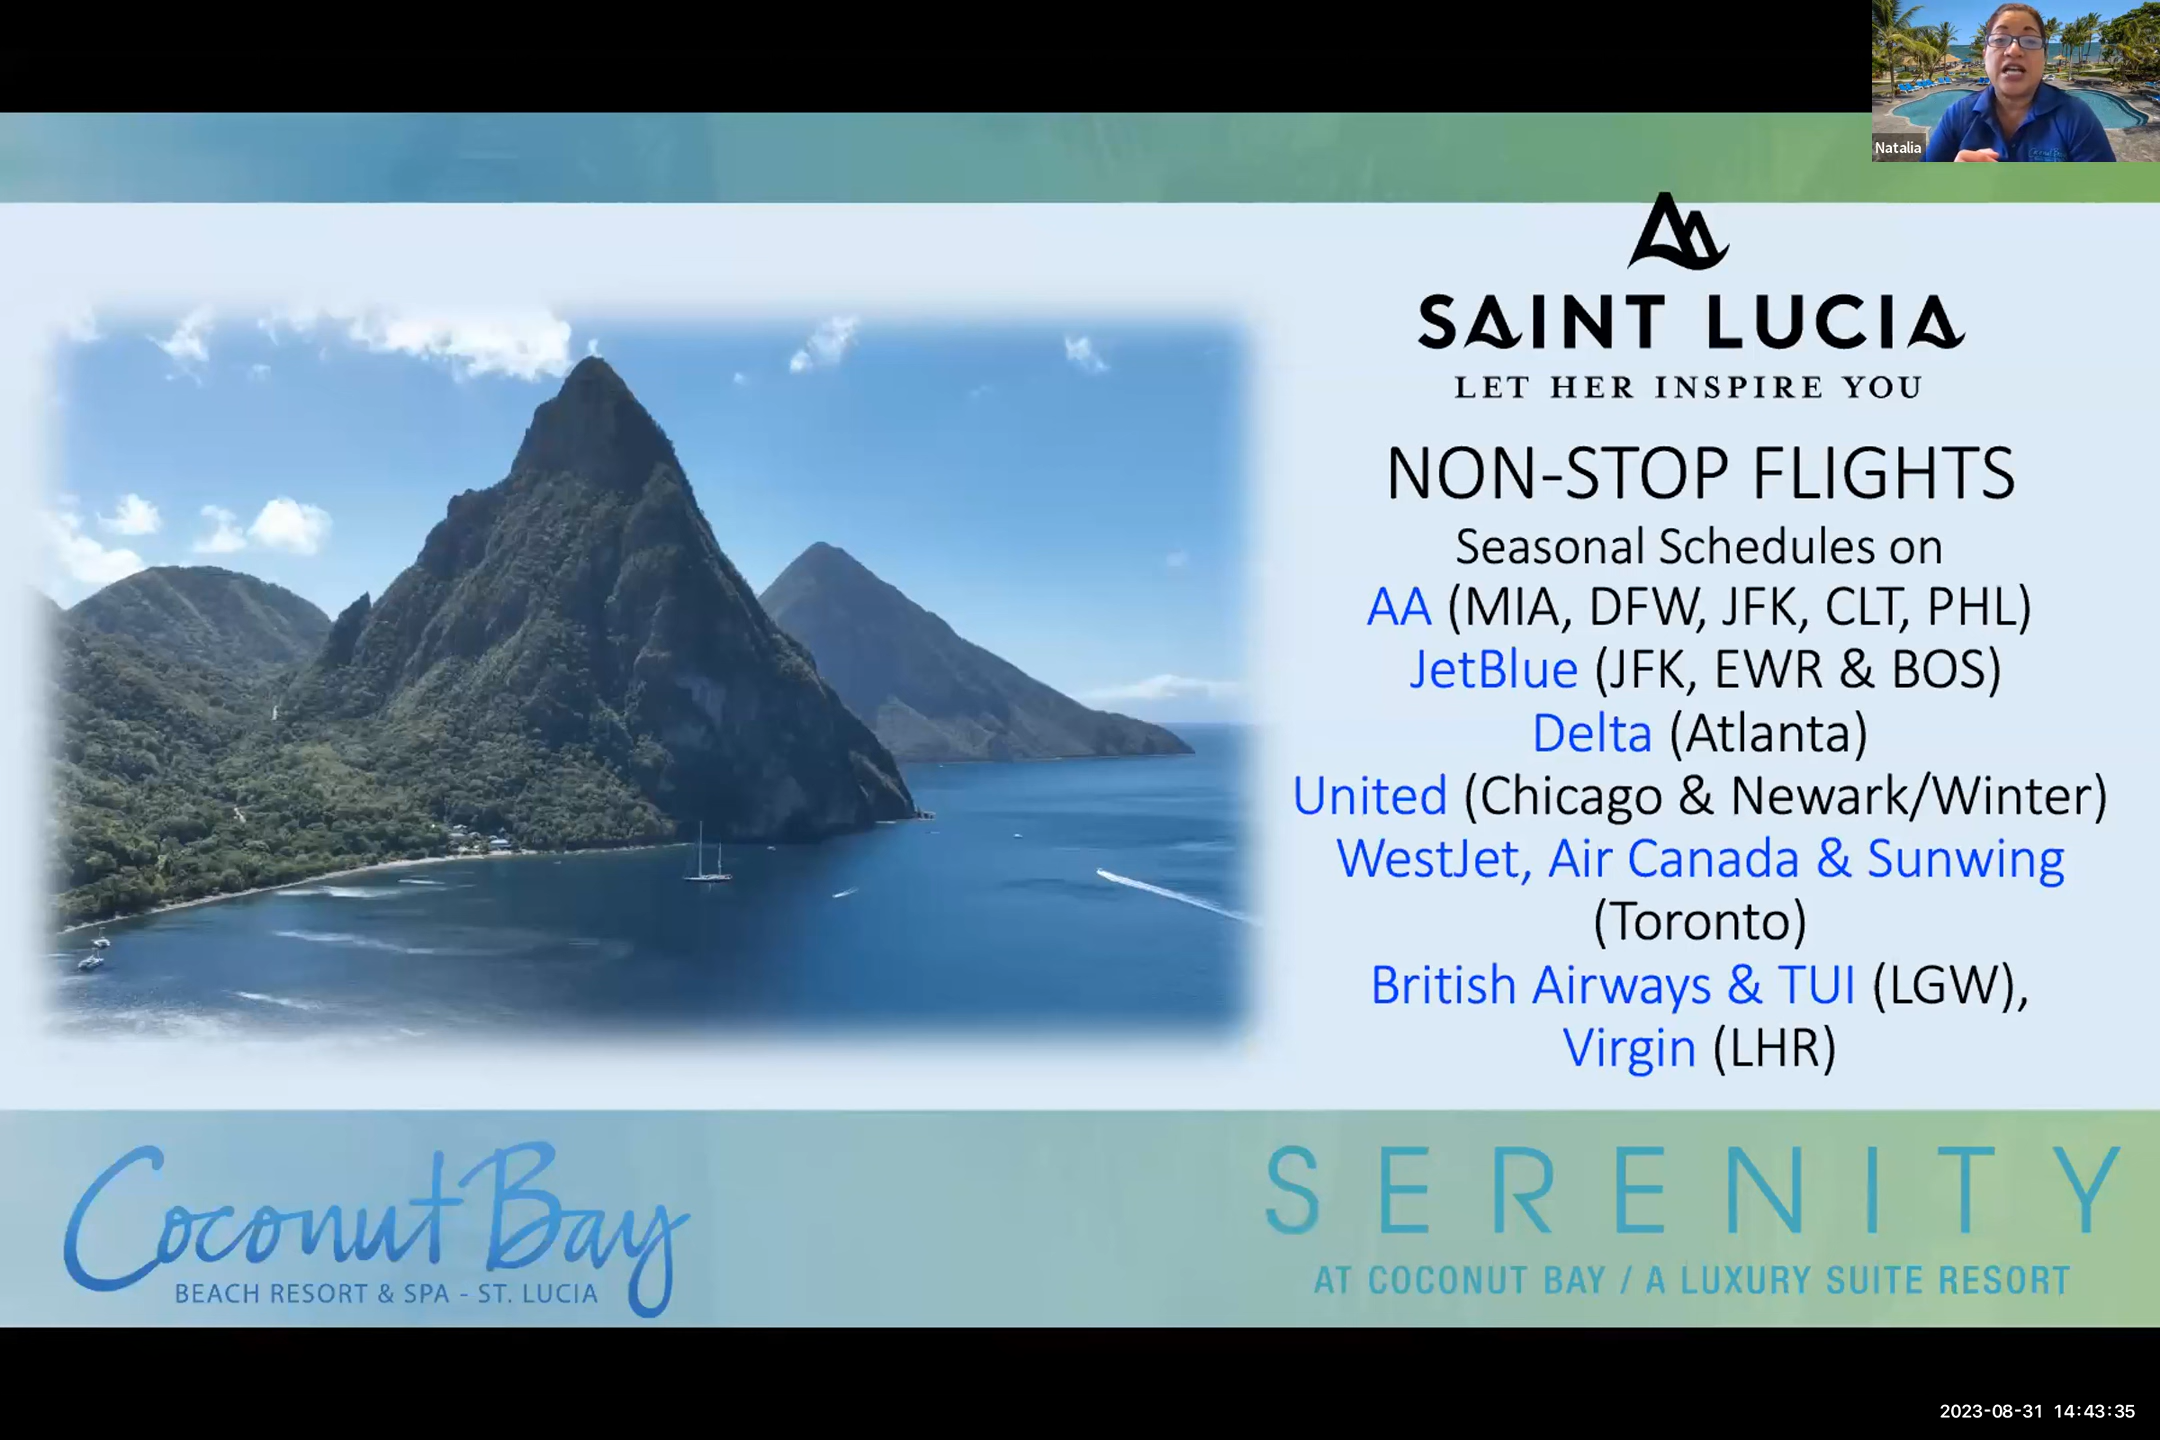 Natalia
SAINT LUCIA
LET HER INSPIRE YOU
NON-STOP FLIGHTS
Seasonal Schedules on
AA (MIA, DFW, JFK, CLT, PHL)
JetBlue (JFK, EWR & BOS)
Delta (Atlanta)
United (Chicago & Newark/Winter)
WestJet, Air Canada & Sunwing
(Toronto)
British Airways & TUI (LGW),
Virgin (LHR)
Coconut Bay
BEACH RESORT & SPA - ST. LUCIA
SERENITY
AT COCONUT BAY / A LUXURY SUITE RESORT
2023-08-31 14:43:35